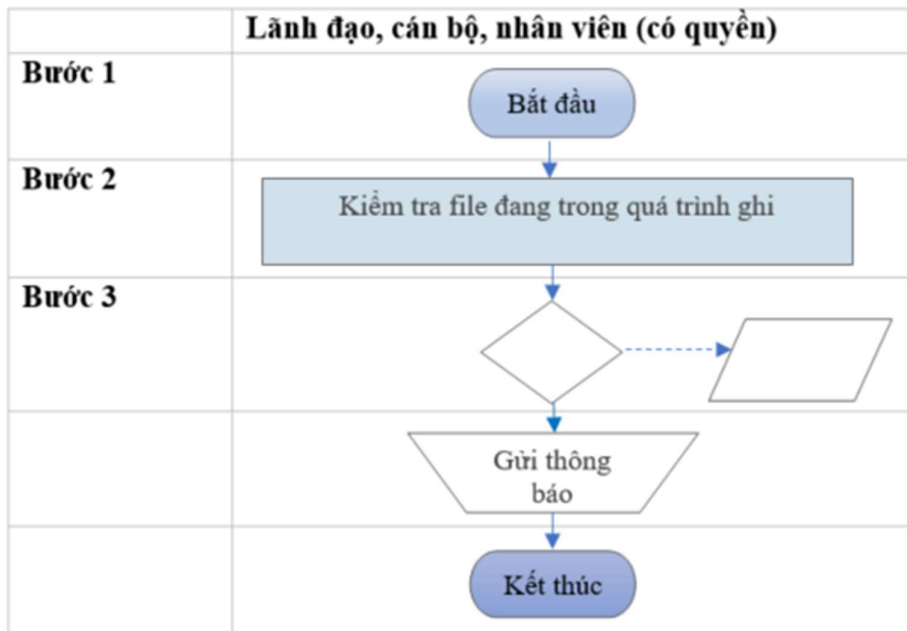 Lãnh đạo, cán bộ, nhân viên (có quyền)
Bước 1
Bắt đầu
Bước 2
Kiểm tra file đang trong quá trình ghi
Bước 3
Gửi thông
báo
Kết thúc